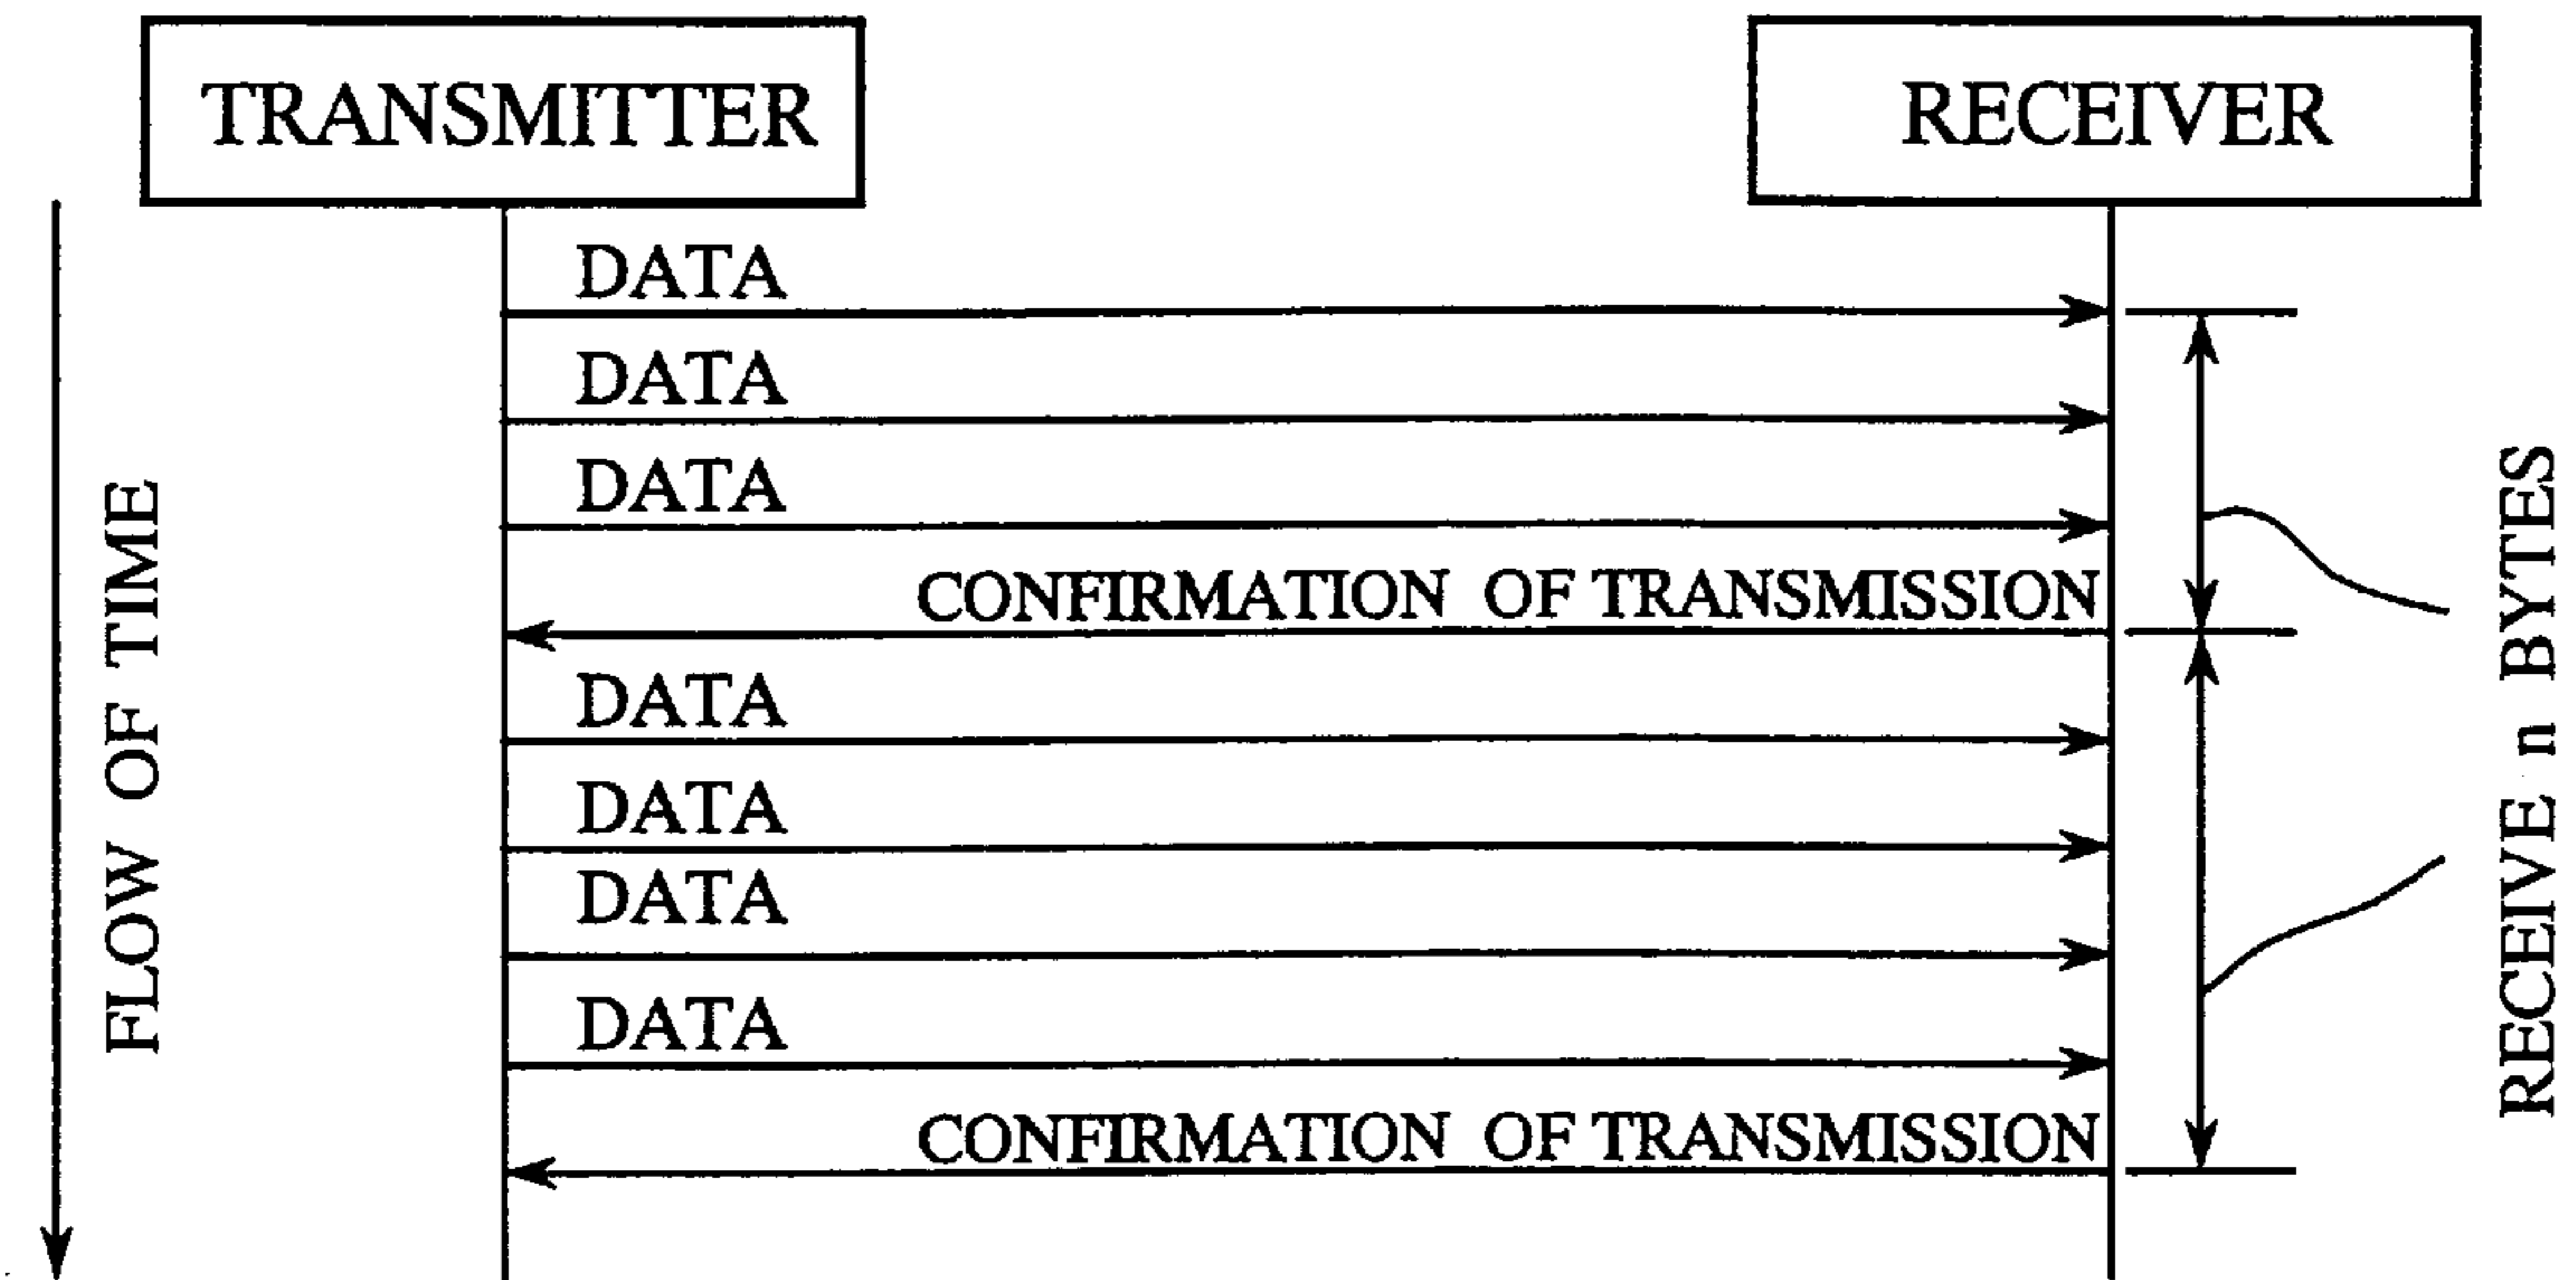 TRANSMITTER
RECEIVER
DATA
DATA
DATA
CONFIRMATION OF TRANSMISSION
DATA
DATA
DATA
DATA
CONFIRMATION OF TRANSMISSION
FLOW OF TIME
RECEIVE n BYTES